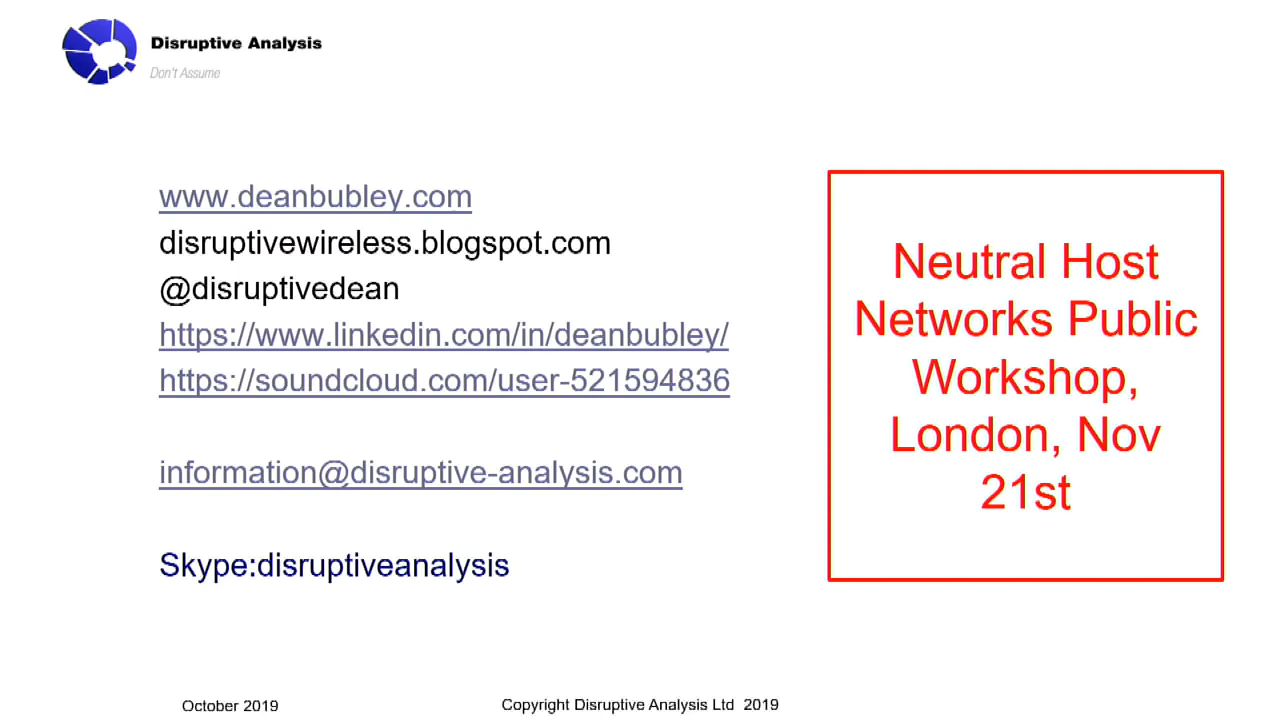 Disruptive Analysis
Don't Assume
www.deanbubley.com
disruptivewireless.blogspot.com
@disruptivedean
https://www.linkedin.com/in/deanbubley/
https://soundcloud.com/user-521594836
information@disruptive-analysis.com
Skype:disruptiveanalysis
Neutral Host
Networks Public
Workshop,
London, Nov
21st
October 2019
Copyright Disruptive Analysis Ltd 2019